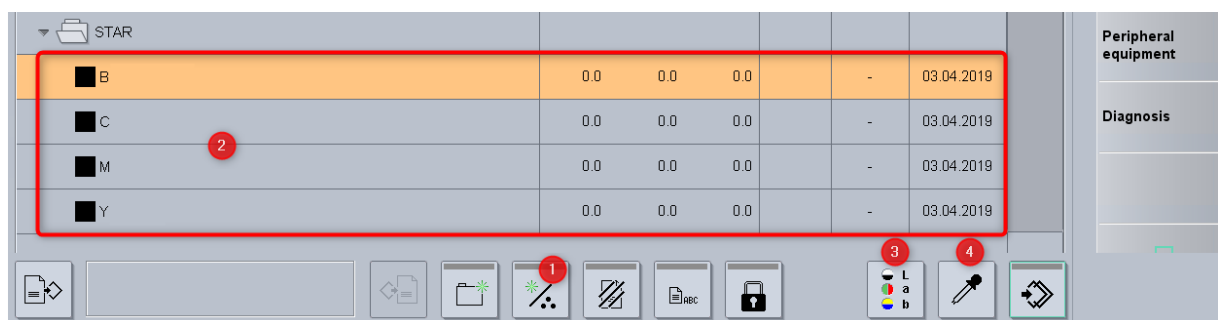 STAR
Peripheral
equipment
B 0.0 0.0 0.0 - 03.04.2019
C 0.0 0.0 0.0 - 03.04.2019
Diagnosis
2
M 0.0 0.0 0.0 - 03.04.2019
Y 0.0 0.0 0.0 - 03.04.2019
1
3
4
ABC
L
a
b